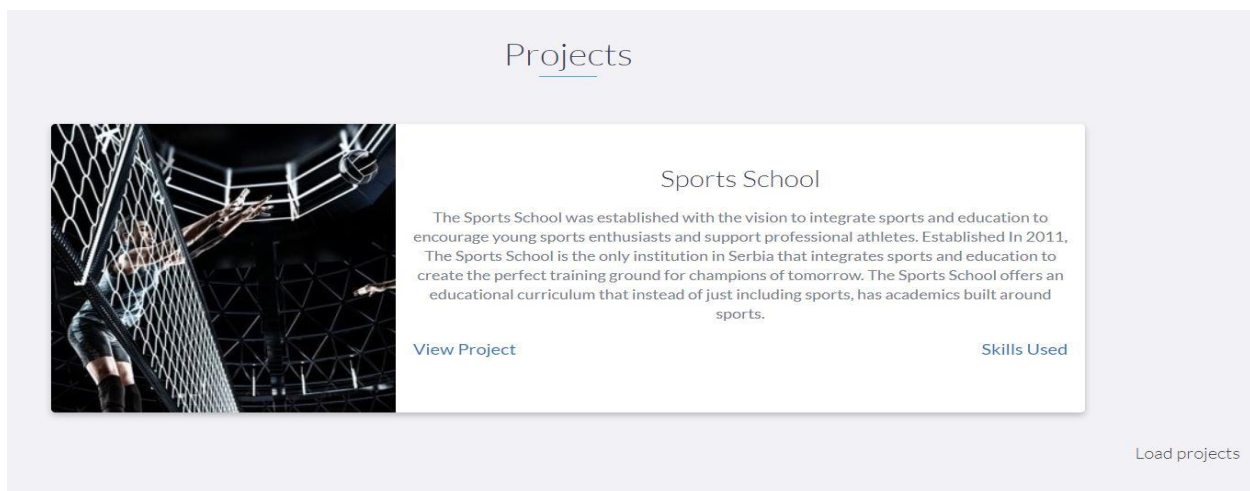 Projects
Sports School
The Sports School was established with the vision to integrate sports and education to
encourage young sports enthusiasts and support professional athletes. Established In 2011,
The Sports School is the only institution in Serbia that integrates sports and education to
create the perfect training ground for champions of tomorrow. The Sports School offers an
educational curriculum that instead of just including sports, has academics built around
sports.
View Project
Skills Used
Load projects